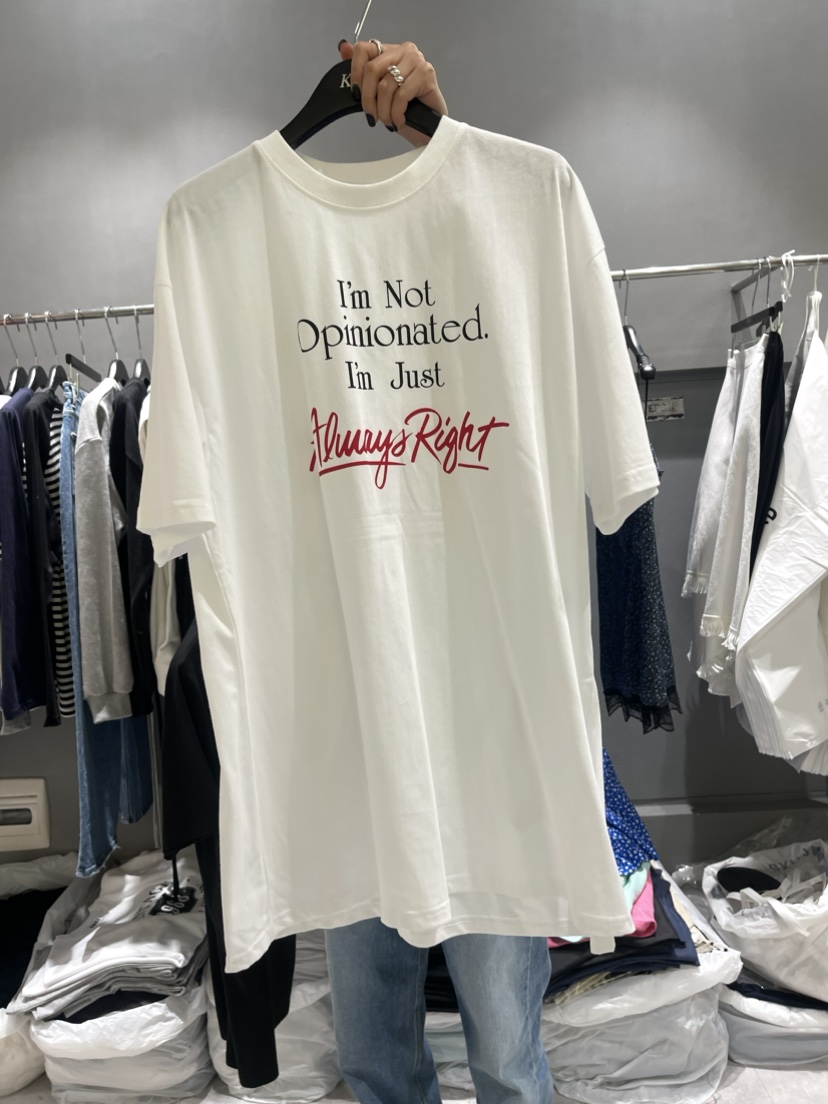 I'm Not
Opinionated.
I'm Just
Always Right